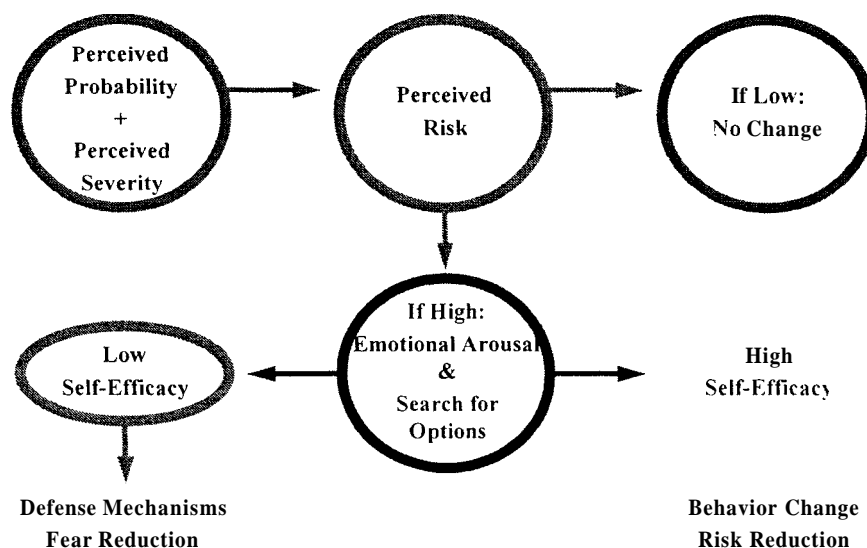 Perceived
Probability
+
Perceived
Severity
Perceived
Risk
If Low:
No Change
If High:
Emotional Arousal
&
Search for
Options
Low
Self-Efficacy
High
Self-Efficacy
Defense Mechanisms
Fear Reduction
Behavior Change
Risk Reduction